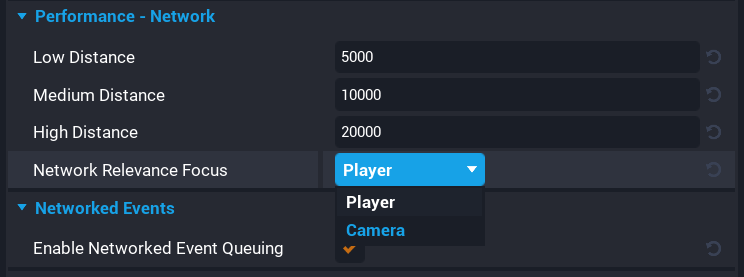 Performance - Network
Low Distance 5000
Medium Distance 10000
High Distance 20000
Network Relevance Focus Player
Player
Networked Events
Camera
Enable Networked Event Queuing